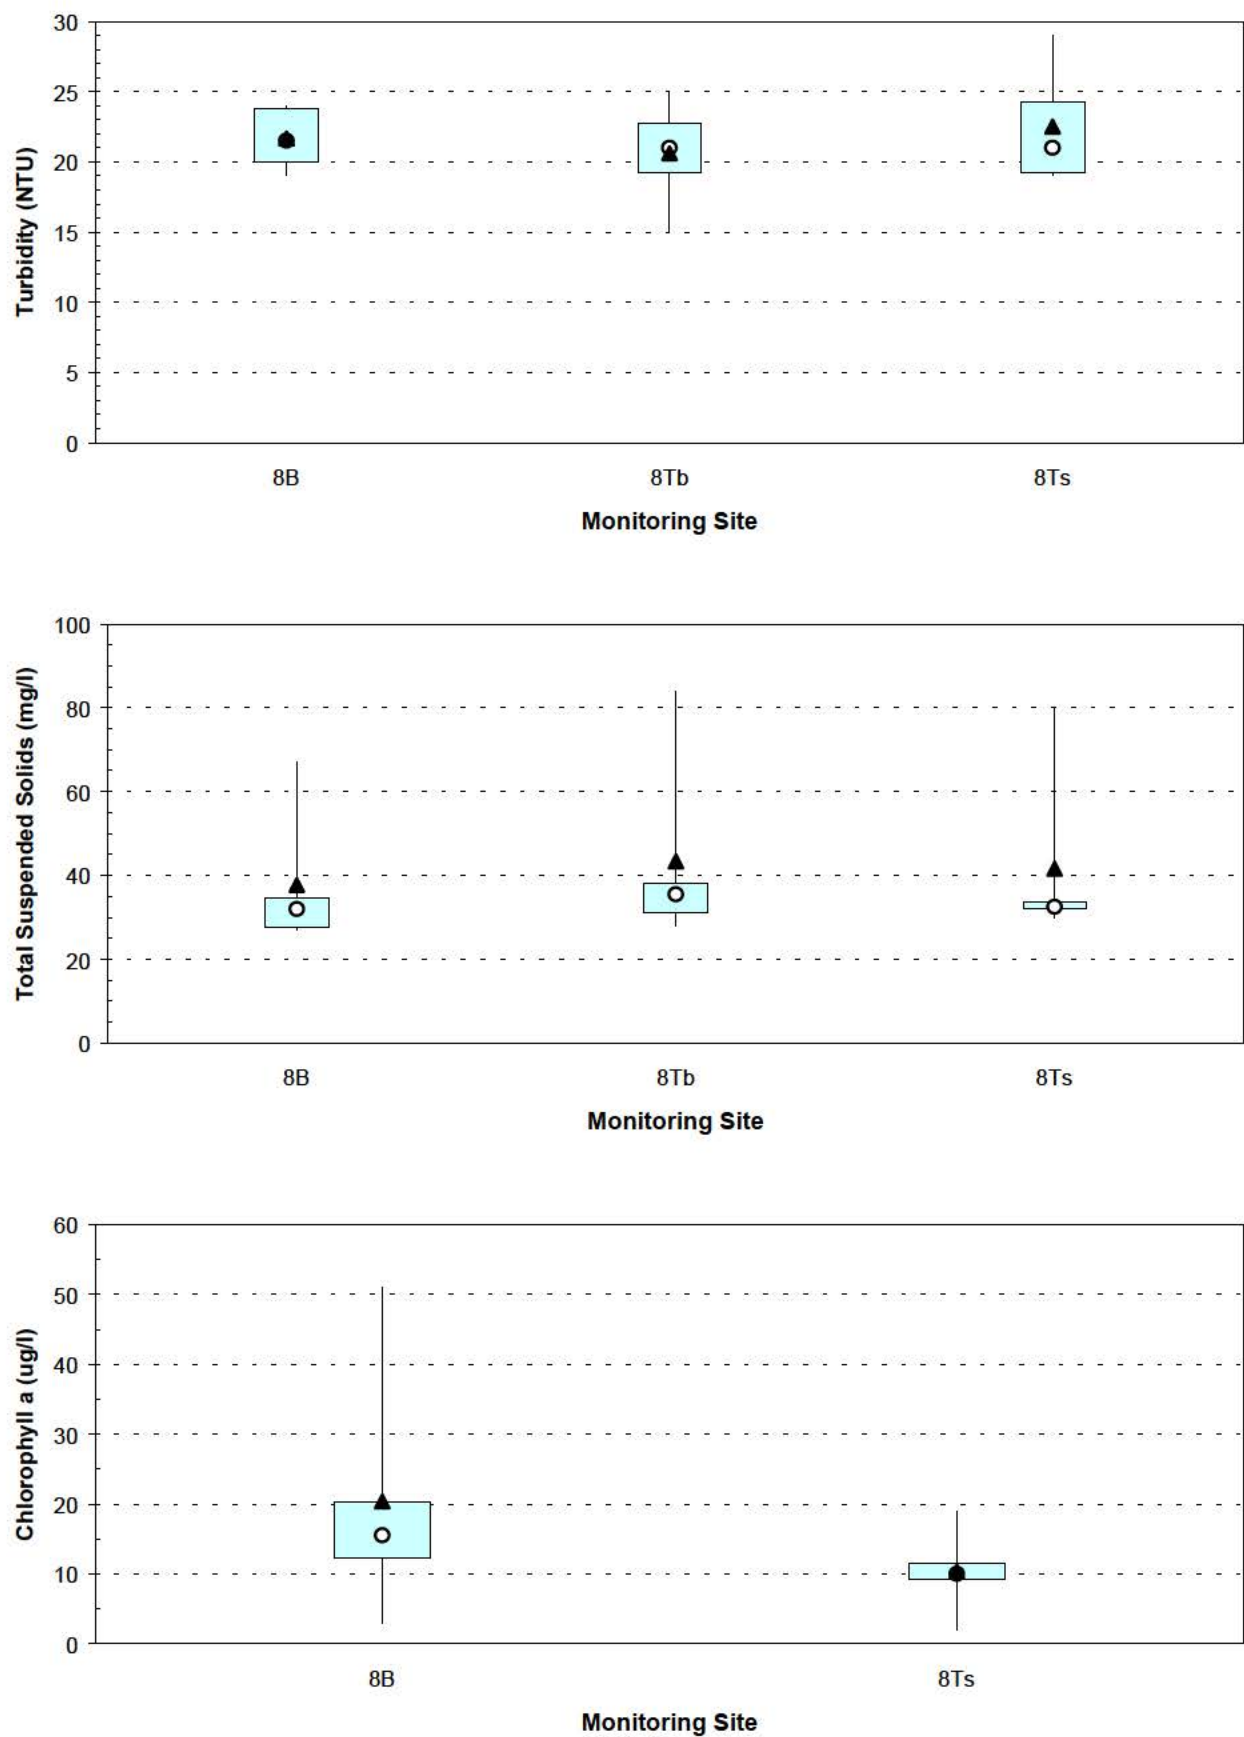 30
25
20
15
10
5
0
Turbidity (NTU)
8B 8Tb 8Ts
Monitoring Site
100
80
60
40
20
0
Total Suspended Solids (mg/l)
8B 8Tb 8Ts
Monitoring Site
60
50
40
30
20
10
0
Chlorophyll a (ug/l)
8B 8Ts
Monitoring Site